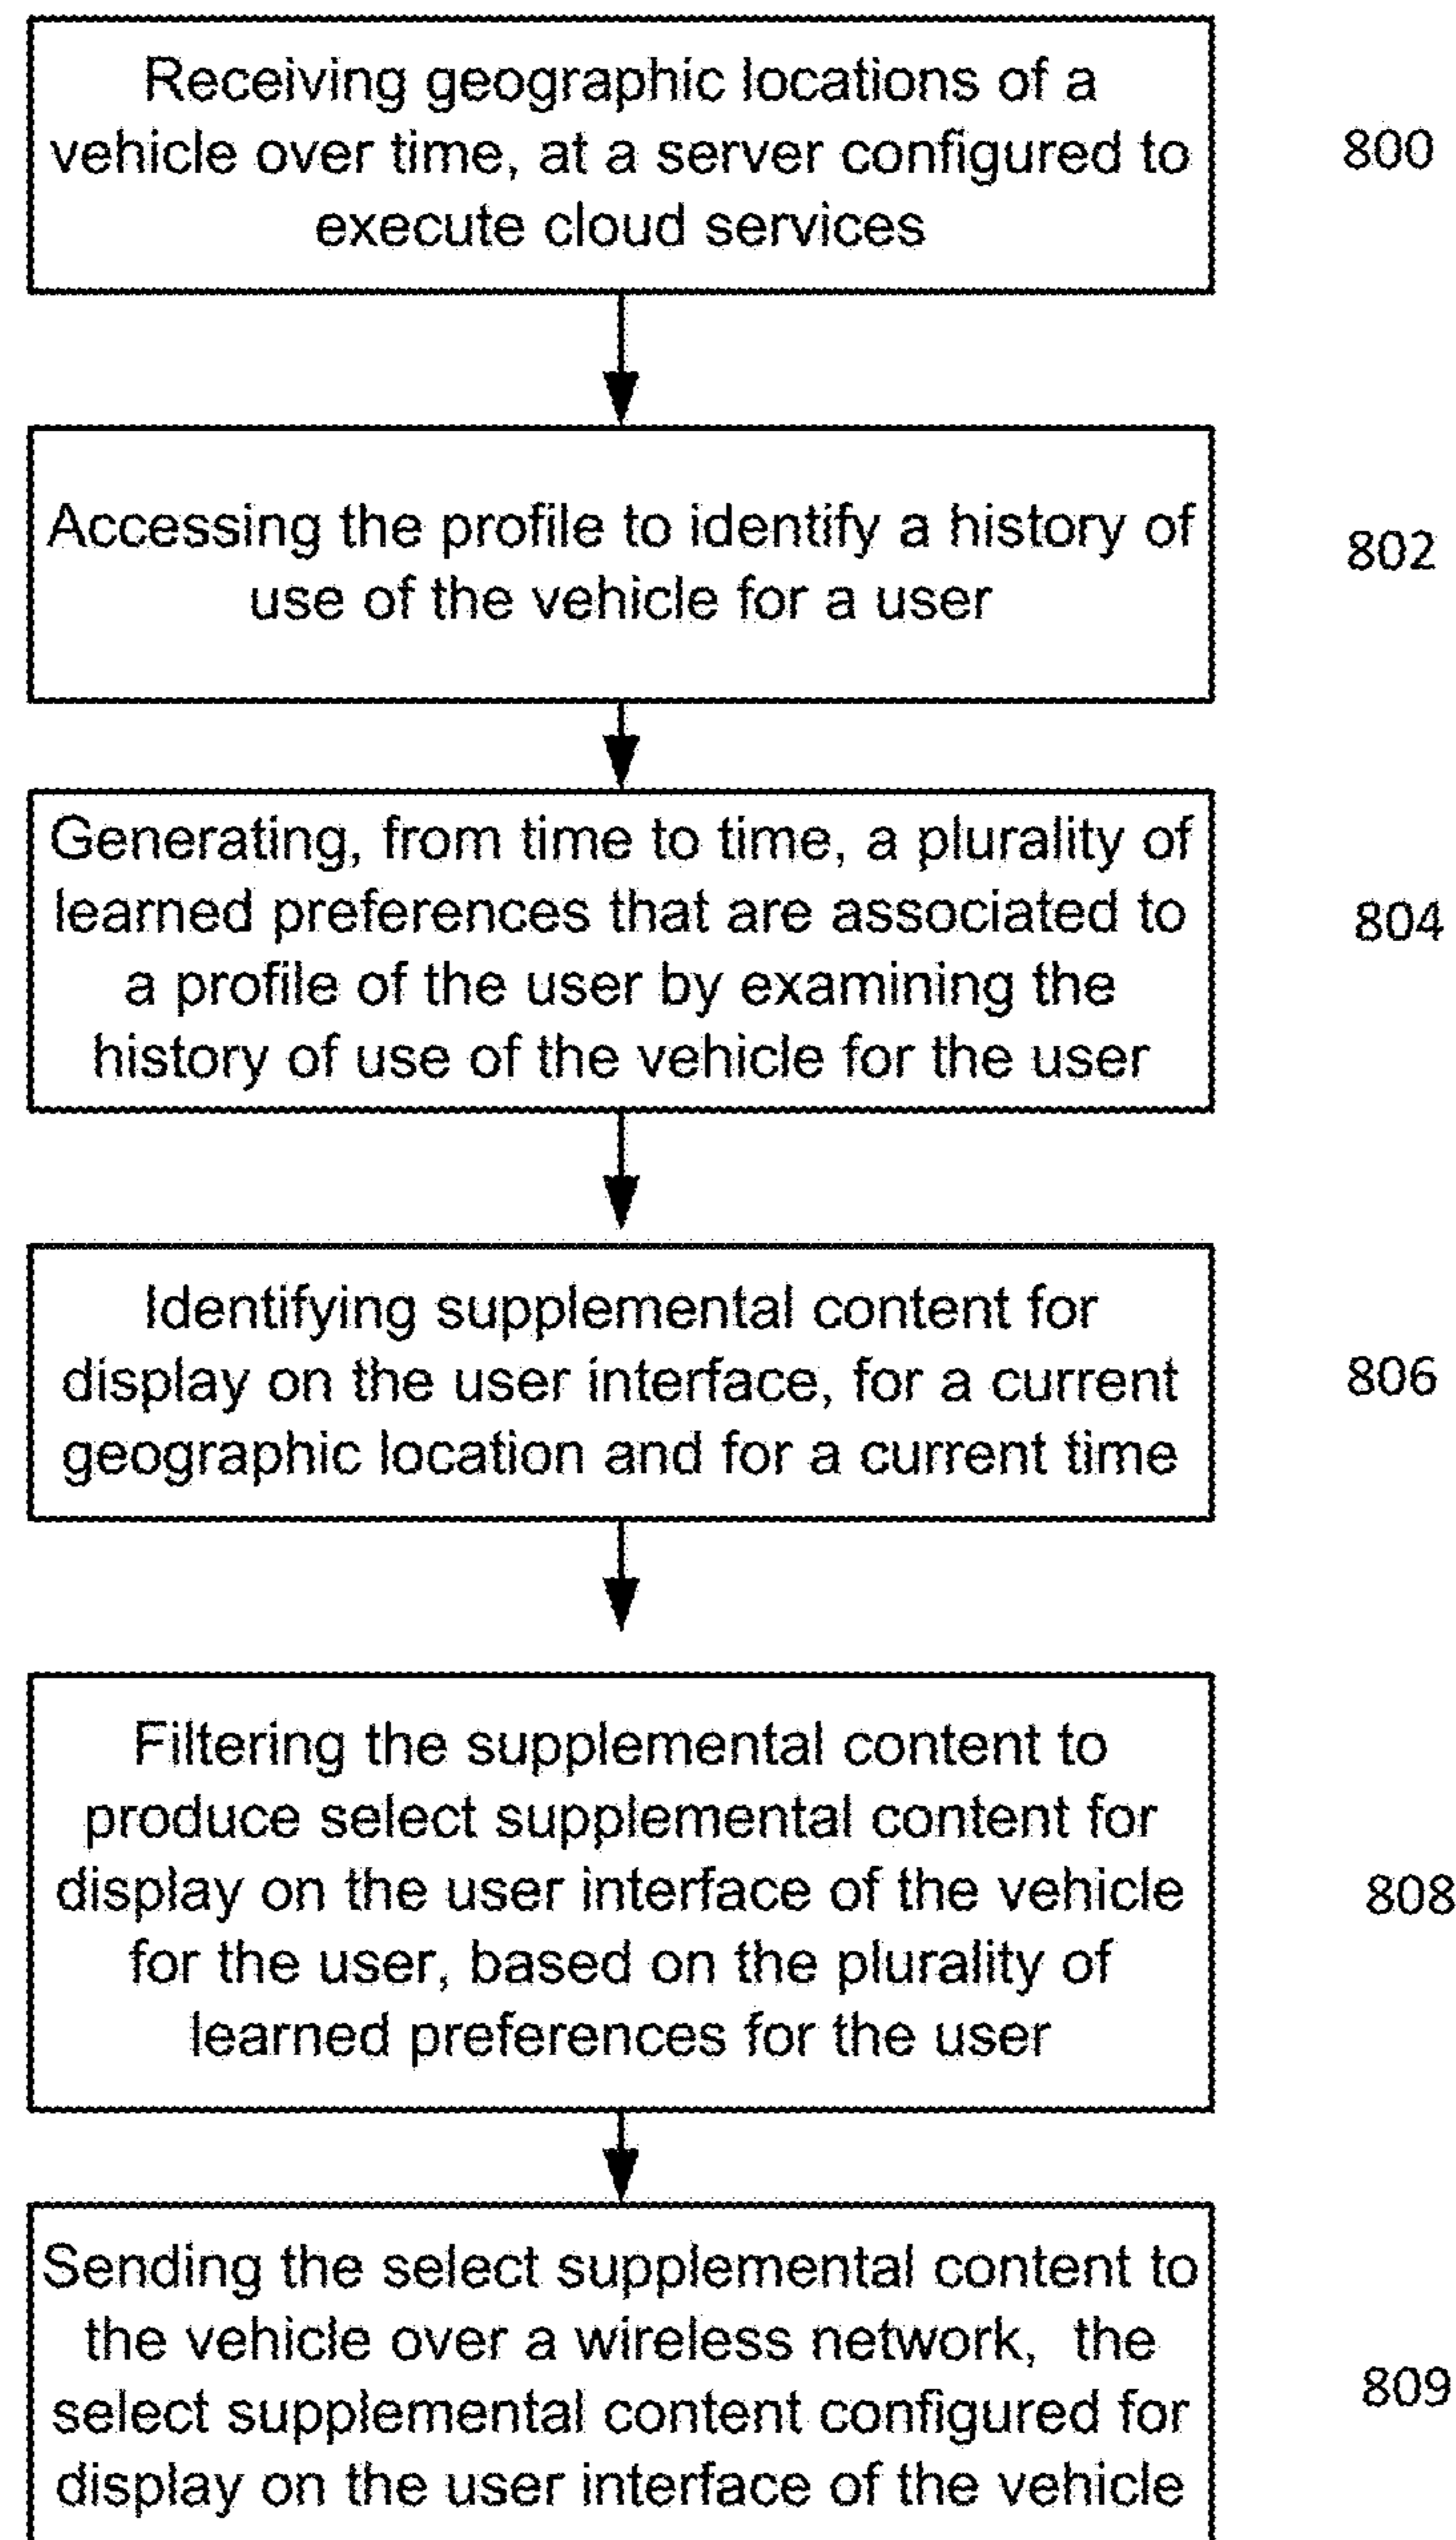 Receiving geographic locations of a
vehicle over time, at a server configured to
execute cloud services
800
Accessing the profile to identify a history of
use of the vehicle for a user
802
Generating, from time to time, a plurality of
learned preferences that are associated to
a profile of the user by examining the
history of use of the vehicle for the user
804
Identifying supplemental content for
display on the user interface, for a current
geographic location and for a current time
806
Filtering the supplemental content to
produce select supplemental content for
display on the user interface of the vehicle
for the user, based on the plurality of
learned preferences for the user
808
Sending the select supplemental content to
the vehicle over a wireless network, the
select supplemental content configured for
display on the user interface of the vehicle
809